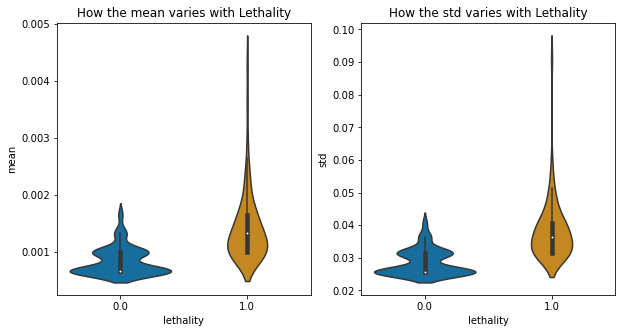 How the mean varies with Lethality
0.005
0.004
0.003
0.002
0.001
mean
0.0 1.0
lethality
How the std varies with Lethality
0.10
0.09
0.08
0.07
0.06
0.05
0.04
0.03
0.02
std
0.0 1.0
lethality